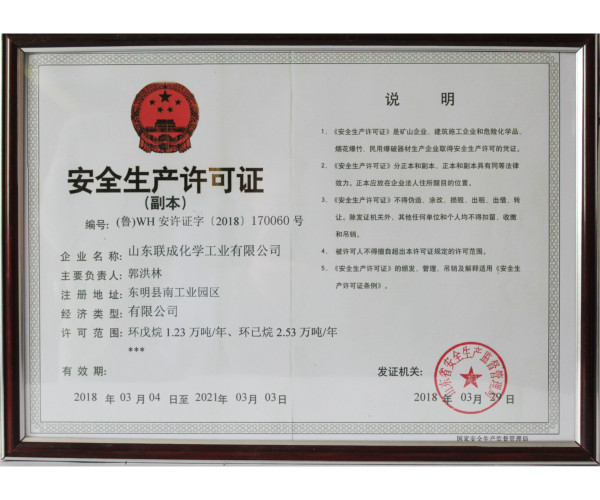 安全生产许可证
(副本)
编号: (鲁)WH 安许证字〔2018〕170060 号
企业名称: 山东联成化学工业有限公司
主要负责人: 郭洪林
注册地址: 东明县南工业园区
经济类型: 有限公司
许可范围: 环戊烷 1.23 万吨/年、环已烷 2.53 万吨/年
***
有效期:
2018 年 03 月 04 日至 2021 年 03 月 03 日
说 明
1、《安全生产许可证》是矿山企业、建筑施工企业和危险化学品、
烟花爆竹、民用爆破器材生产企业取得安全生产许可的凭证。
2、《安全生产许可证》分正本和副本，正本和副本具有同等法律
效力。正本应放在企业法人住所醒目的位置。
3、《安全生产许可证》不得伪造、涂改、损毁、出租、出借、转
让。除发证机关外，其他任何单位和个人均不得扣留、收缴
和吊销。
4、被许可人不得擅自超出本许可证规定的许可范围。
5、《安全生产许可证》的颁发、管理、吊销及解释适用《安全生
产许可证条例》。
发证机关:
山东省安全生产监督管理局
2018 年 03 月 29 日
国家安全生产监督管理局